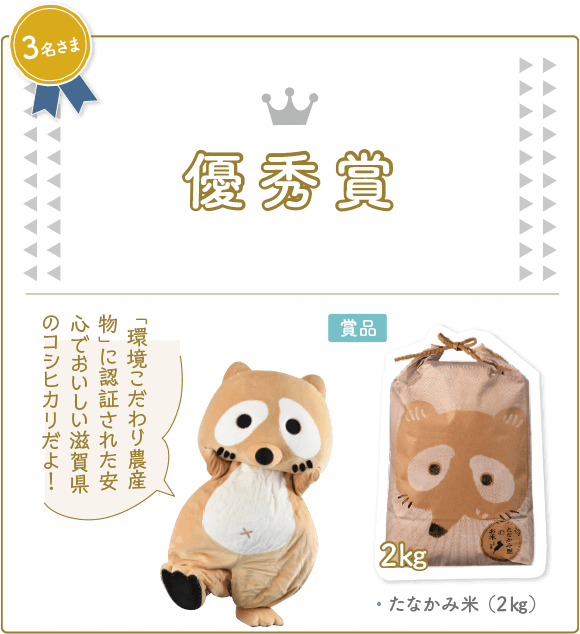 3名さま
優秀賞
「環境こだわり農産
物」に認証された安
心でおいしい滋賀県
のコシヒカリだよ！
賞品
2kg
・たなかみ米（2kg）